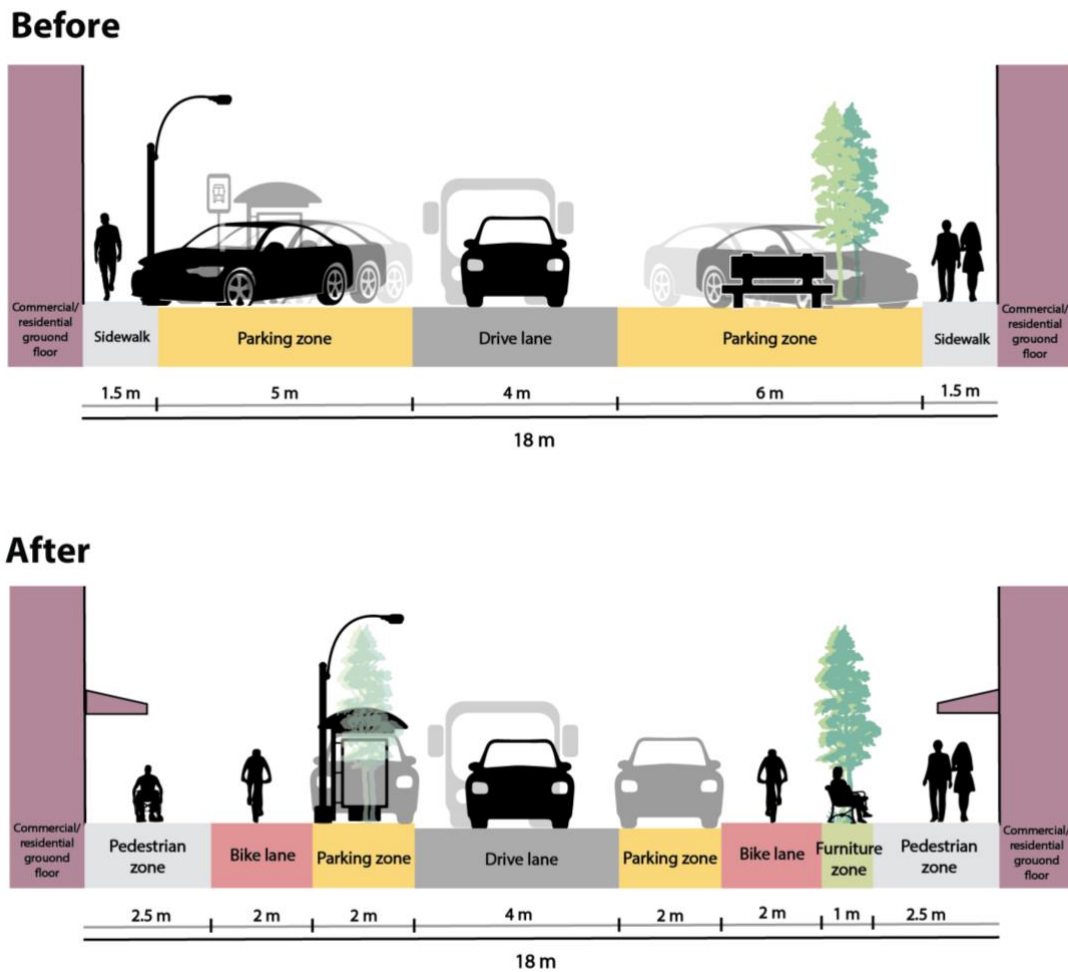 Before
Commercial/
residential
grouond
floor
Sidewalk
Parking zone
Drive lane
Parking zone
Sidewalk
Commercial/
residential
grouond
floor
1.5 m
5 m
4 m
6 m
1.5 m
18 m
After
Commercial/
residential
grouond
floor
Pedestrian
zone
Bike lane
Parking zone
Drive lane
Parking zone
Bike lane
Furniture
zone
Pedestrian
zone
Commercial/
residential
grouond
floor
2.5 m
2 m
2 m
4 m
2 m
2 m
1 m
2.5 m
18 m